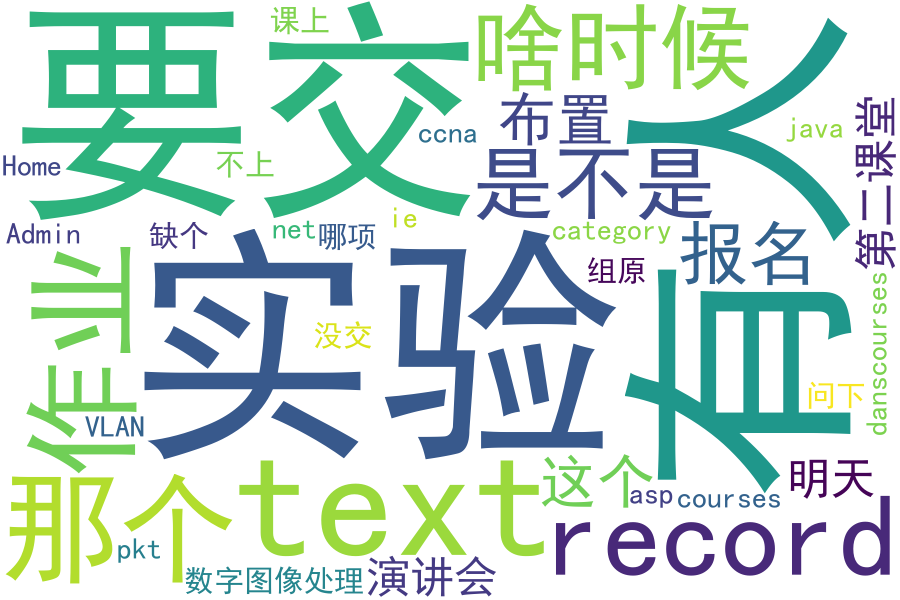 要交
课上
啥时候
有人
布置
ccna
java
Home
不上
是不是
第二课堂
Admin
缺个
net
哪项
ie
category
报名
组原
作业
实验
没交
danscourses
问下
VLAN
那个
text
这个
明天
asp
courses
record
pkt
数字图像处理
演讲会